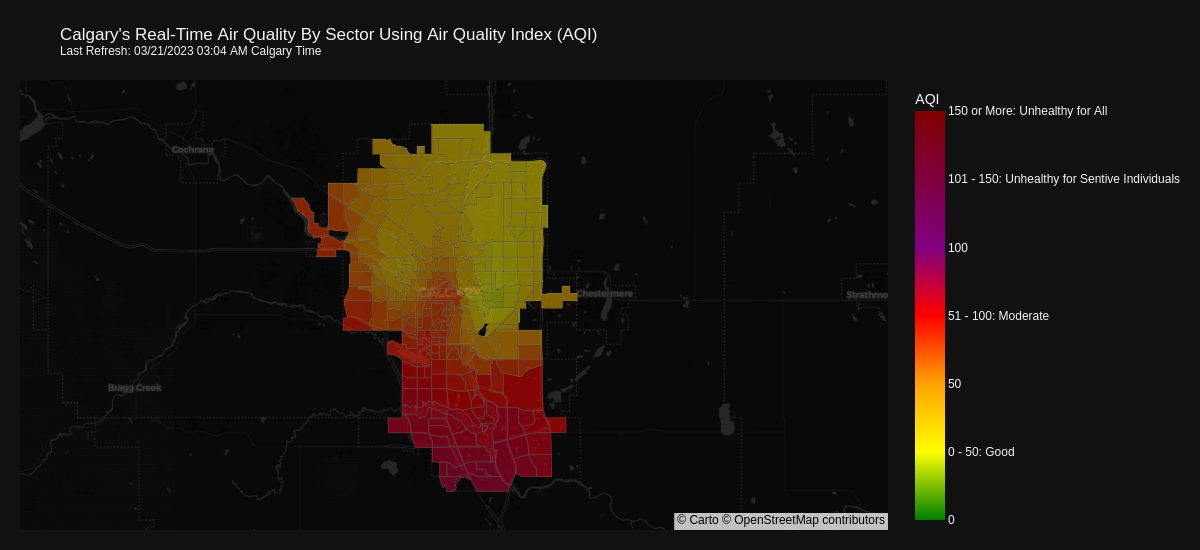 Calgary's Real-Time Air Quality By Sector Using Air Quality Index (AQI)
Last Refresh: 03/21/2023 03:04 AM Calgary Time
AQI
150 or More: Unhealthy for All
Cochrane
101 - 150: Unhealthy for Sentive Individuals
100
CALGARY
Chestermere
Strathmo
51 - 100: Moderate
Bragg Creek
50
0 - 50: Good
© Carto © OpenStreetMap contributors
0